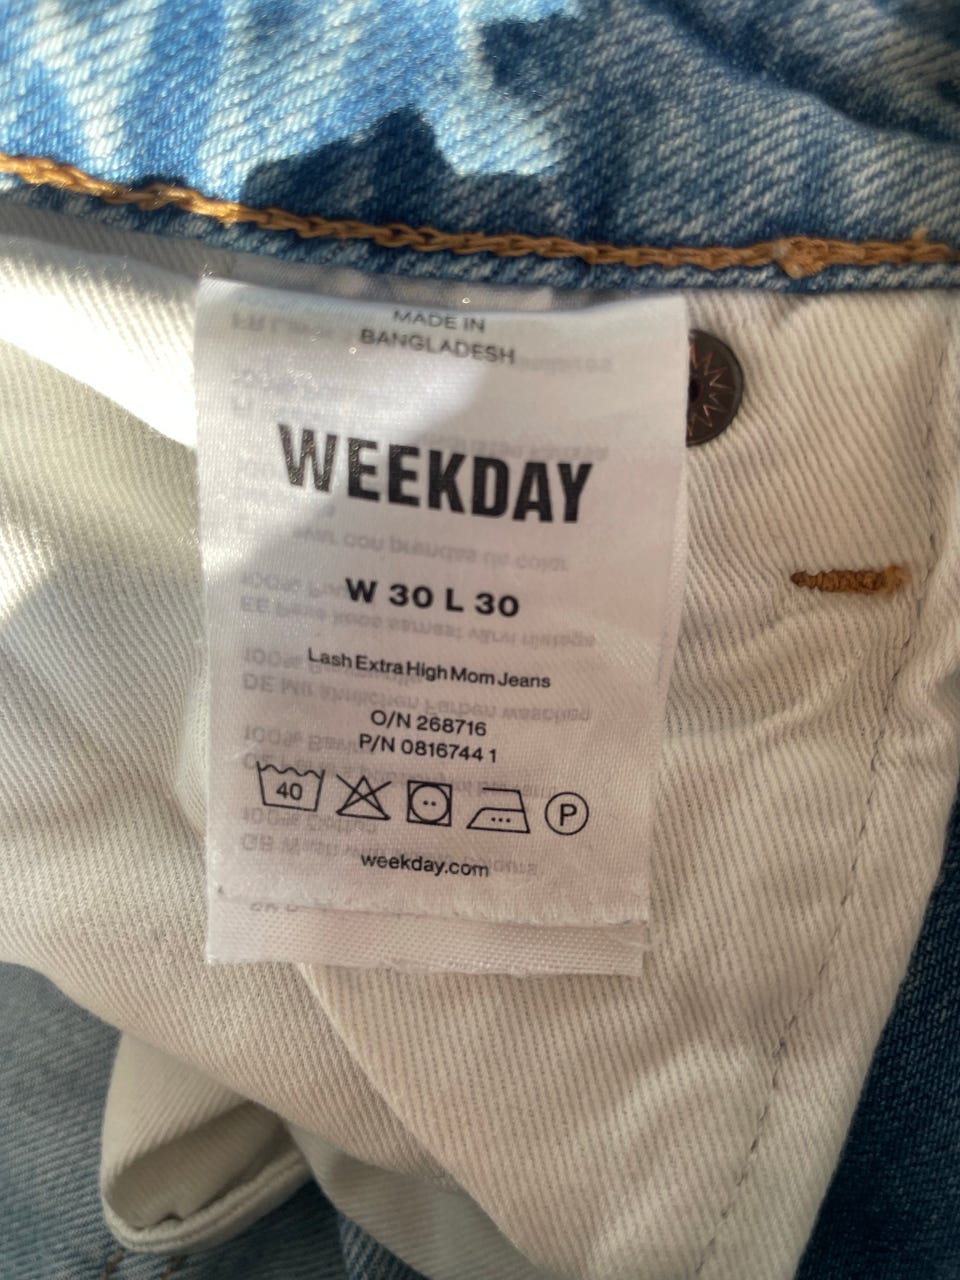 MADE IN
BANGLADESH
WEEKDAY
W 30 L 30
Lash Extra High Mom Jeans
O/N 268716
P/N 0816744 1
40
P
weekday.com